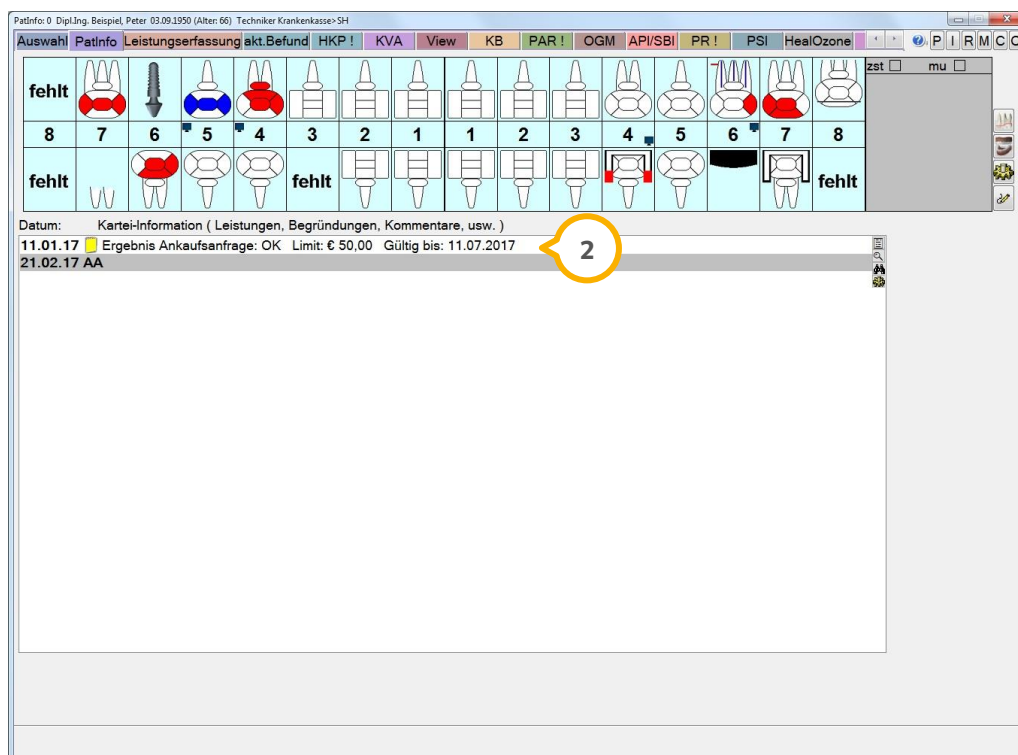 PatInfo: 0 Dipl.Ing. Beispiel, Peter 03.09.1950 (Alter: 66) Techniker Krankenkasse>SH
Auswahl PatInfo Leistungserfassung akt.Befund HKP ! KVA View KB PAR ! OGM API/SBI PR ! PSI HealOzone P I R M C
fehlt zst mu
8 7 6 5 4 3 2 1 1 2 3 4 5 6 7 8
fehlt fehlt fehlt
Datum: Kartei-Information ( Leistungen, Begründungen, Kommentare, usw. )
11.01.17 Ergebnis Ankaufsanfrage: OK Limit: € 50,00 Gültig bis: 11.07.2017
2
21.02.17 AA